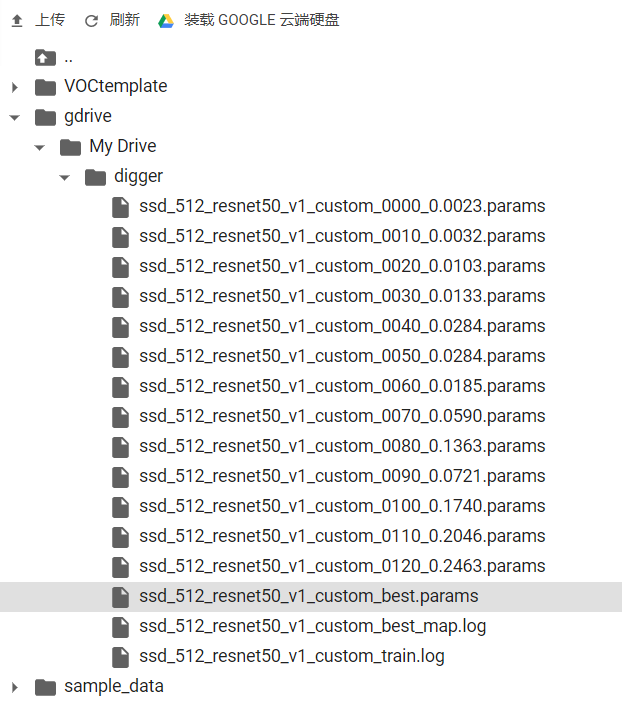 上传 刷新 装载 GOOGLE 云端硬盘
..
VOCtemplate
gdrive
My Drive
digger
ssd_512_resnet50_v1_custom_0000_0.0023.params
ssd_512_resnet50_v1_custom_0010_0.0032.params
ssd_512_resnet50_v1_custom_0020_0.0103.params
ssd_512_resnet50_v1_custom_0030_0.0133.params
ssd_512_resnet50_v1_custom_0040_0.0284.params
ssd_512_resnet50_v1_custom_0050_0.0284.params
ssd_512_resnet50_v1_custom_0060_0.0185.params
ssd_512_resnet50_v1_custom_0070_0.0590.params
ssd_512_resnet50_v1_custom_0080_0.1363.params
ssd_512_resnet50_v1_custom_0090_0.0721.params
ssd_512_resnet50_v1_custom_0100_0.1740.params
ssd_512_resnet50_v1_custom_0110_0.2046.params
ssd_512_resnet50_v1_custom_0120_0.2463.params
ssd_512_resnet50_v1_custom_best.params
ssd_512_resnet50_v1_custom_best_map.log
ssd_512_resnet50_v1_custom_train.log
sample_data